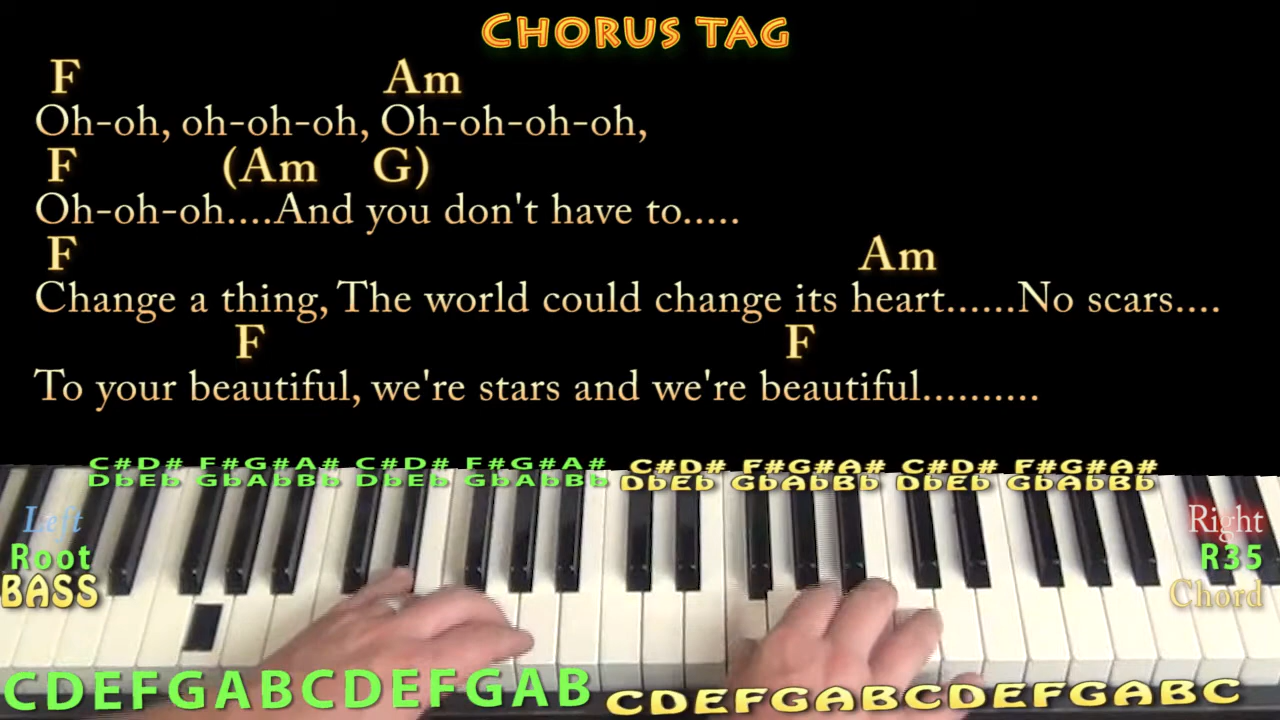 CHORUS TAG
F Am
Oh-oh, oh-oh-oh, Oh-oh-oh-oh,
F (Am G)
Oh-oh-oh....And you don't have to.....
F Am
Change a thing, The world could change its heart......No scars....
F F
To your beautiful, we're stars and we're beautiful..........
C#D# F#G#A# C#D# F#G#A# C#D# F#G#A# C#D# F#G#A#
DbEb GbAbBb DbEb GbAbBb DbEb GbAbBb DbEb GbAbBb
Left Right
Root R35
BASS Chord
CDEFGABCDEFGAB CDEFGABCDEFGABC